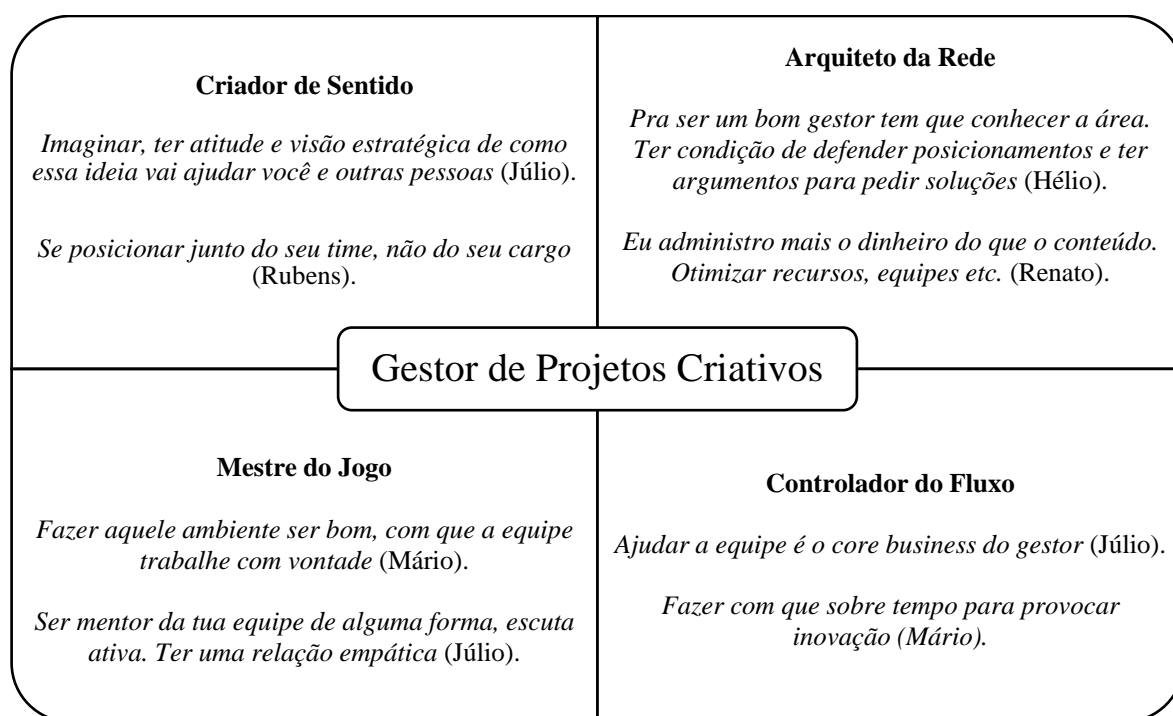 Criador de Sentido
Imaginar, ter atitude e visão estratégica de como
essa ideia vai ajudar você e outras pessoas (Júlio).
Se posicionar junto do seu time, não do seu cargo
(Rubens).
Arquiteto da Rede
Pra ser um bom gestor tem que conhecer a área.
Ter condição de defender posicionamentos e ter
argumentos para pedir soluções (Hélio).
Eu administro mais o dinheiro do que o conteúdo.
Otimizar recursos, equipes etc. (Renato).
Gestor de Projetos Criativos
Mestre do Jogo
Fazer aquele ambiente ser bom, com que a equipe
trabalhe com vontade (Mário).
Ser mentor da tua equipe de alguma forma, escuta
ativa. Ter uma relação empática (Júlio).
Controlador do Fluxo
Ajudar a equipe é o core business do gestor (Júlio).
Fazer com que sobre tempo para provocar
inovação (Mário).